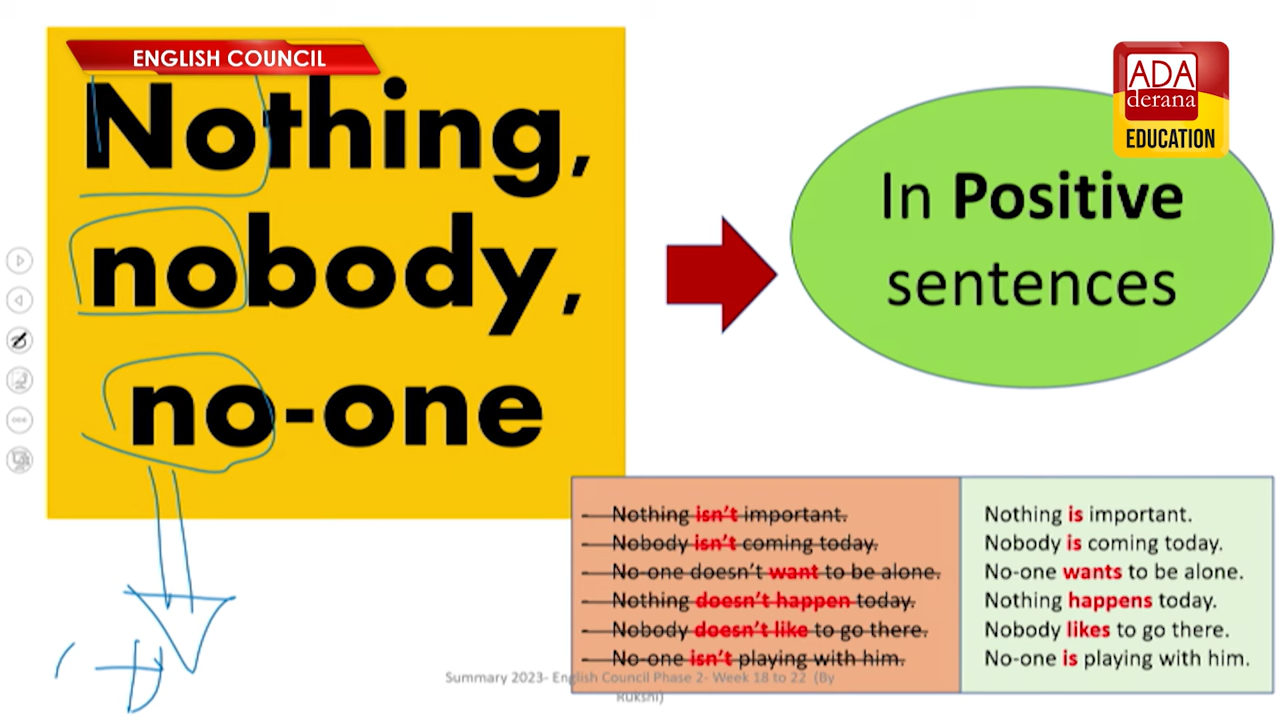 ENGLISH COUNCIL
Nothing,
nobody,
no-one
In Positive
sentences
ADA
derana
EDUCATION
- Nothing isn't important.
- Nobody isn't coming today.
- No-one doesn't want to be alone.
- Nothing doesn't happen today.
- Nobody doesn't like to go there.
- No-one isn't playing with him.
Nothing is important.
Nobody is coming today.
No-one wants to be alone.
Nothing happens today.
Nobody likes to go there.
No-one is playing with him.
Summary 2023- English Council Phase 2- Week 18 to 22 (By
Rukshi)